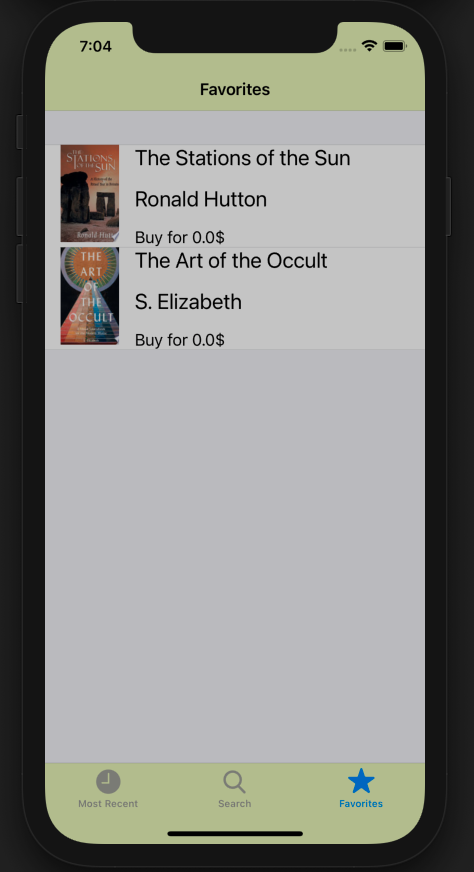 7:04
Favorites
THE
STATIONS
OF THE SUN
Ronald Hutt
The Stations of the Sun
Ronald Hutton
Buy for 0.0$
THE
ART
OF
THE
OCCULT
The Art of the Occult
S. Elizabeth
Buy for 0.0$
Most Recent
Search
Favorites